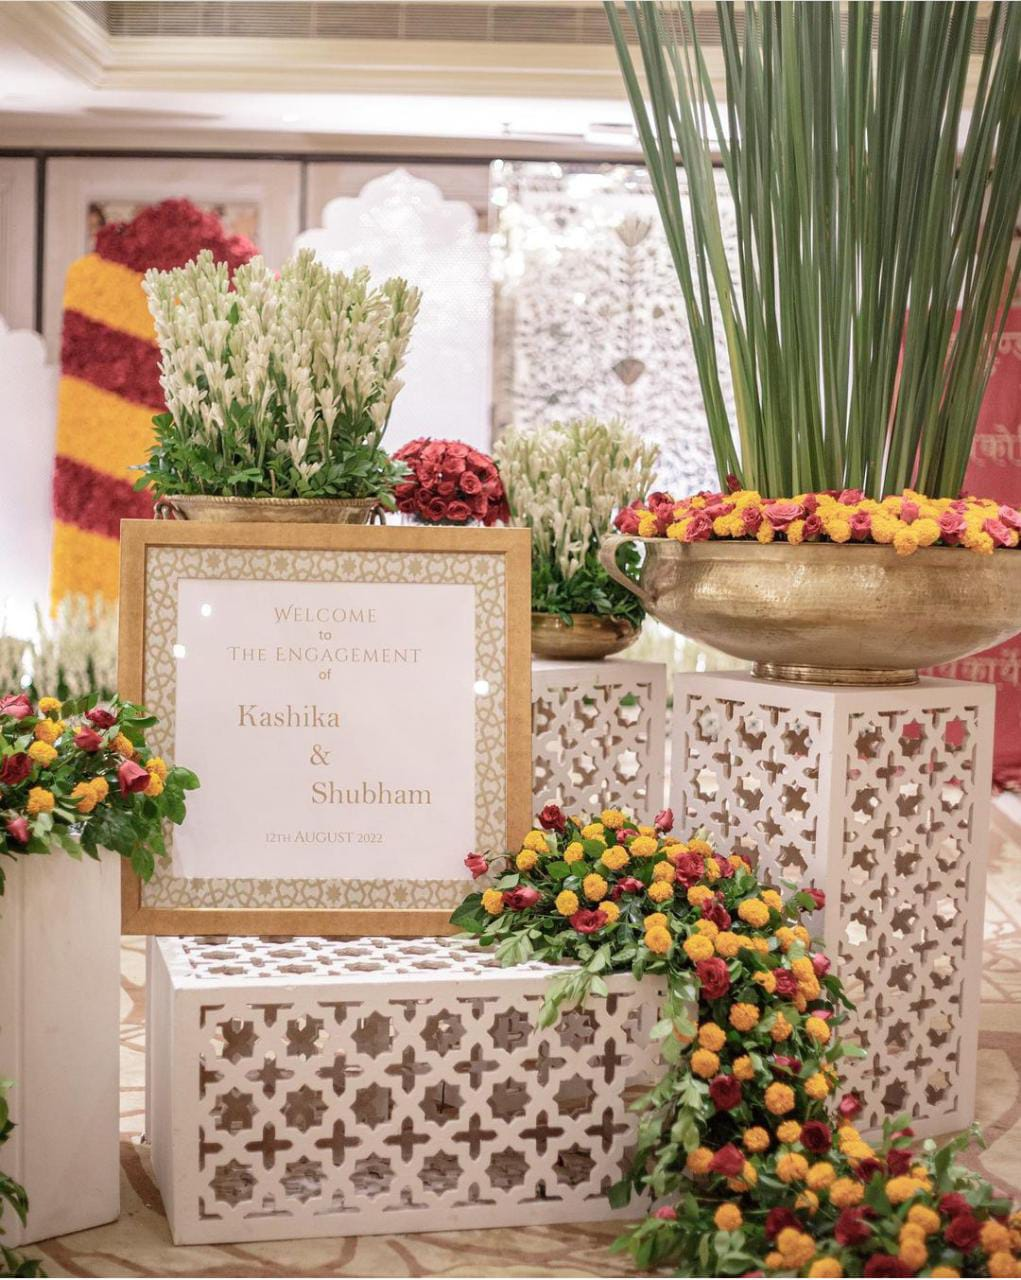 WELCOME
to
THE ENGAGEMENT
of
Kashika
&
Shubham
12TH AUGUST 2022